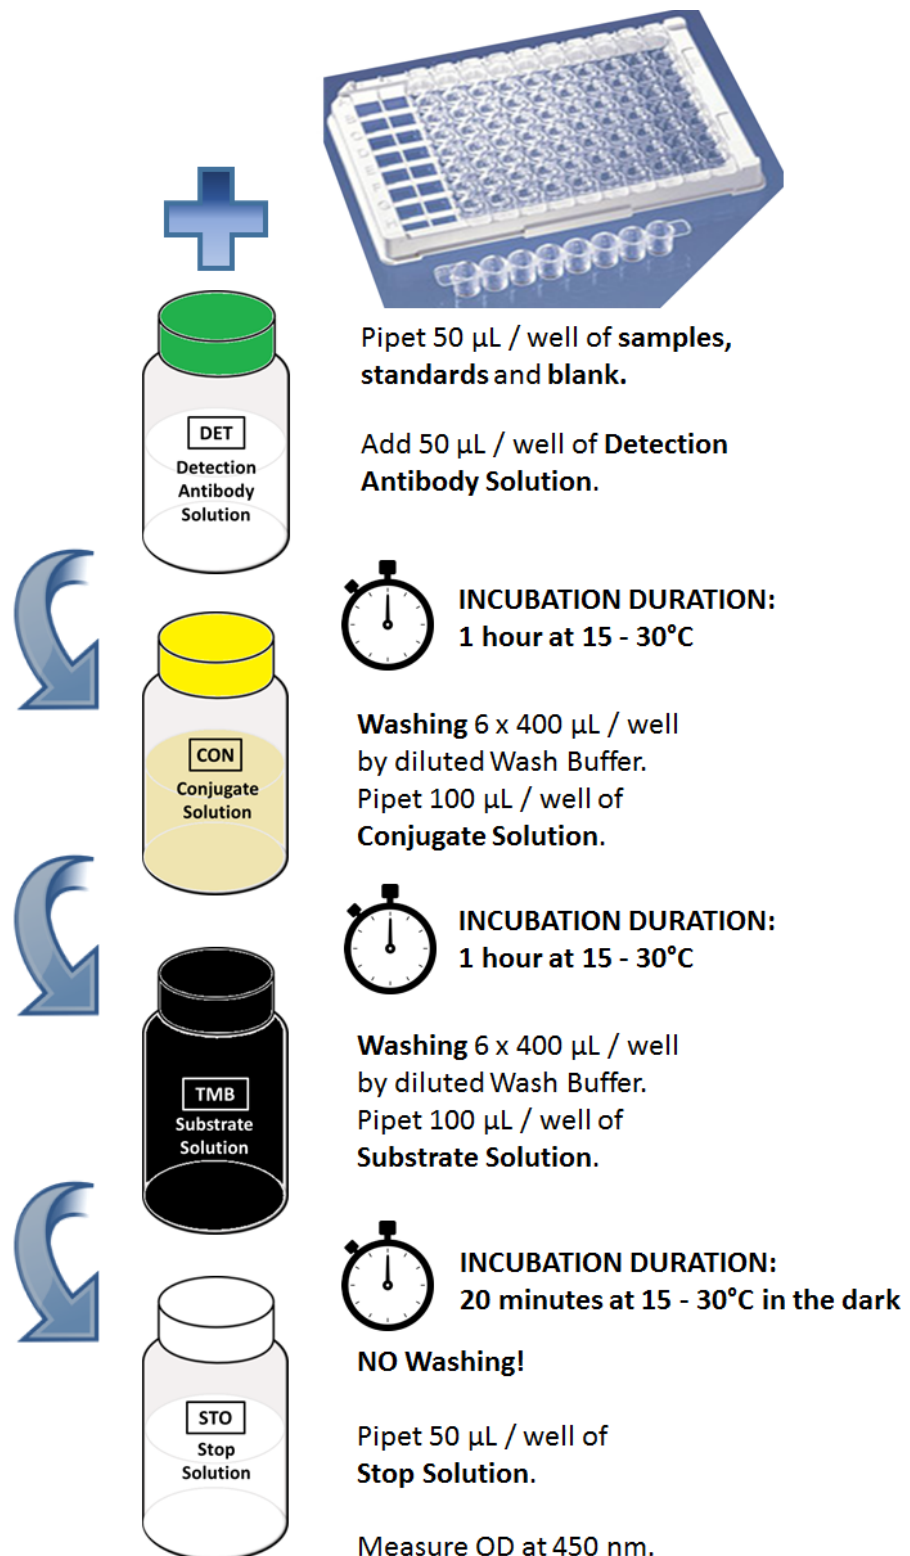 Pipet 50 µL / well of samples,
standards and blank.
DET
Detection
Antibody
Solution
Add 50 µL / well of Detection
Antibody Solution.
INCUBATION DURATION:
1 hour at 15 - 30°C
CON
Conjugate
Solution
Washing 6 x 400 µL / well
by diluted Wash Buffer.
Pipet 100 µL / well of
Conjugate Solution.
INCUBATION DURATION:
1 hour at 15 - 30°C
TMB
Substrate
Solution
Washing 6 x 400 µL / well
by diluted Wash Buffer.
Pipet 100 µL / well of
Substrate Solution.
INCUBATION DURATION:
20 minutes at 15 - 30°C in the dark
NO Washing!
STO
Stop
Solution
Pipet 50 µL / well of
Stop Solution.
Measure OD at 450 nm.